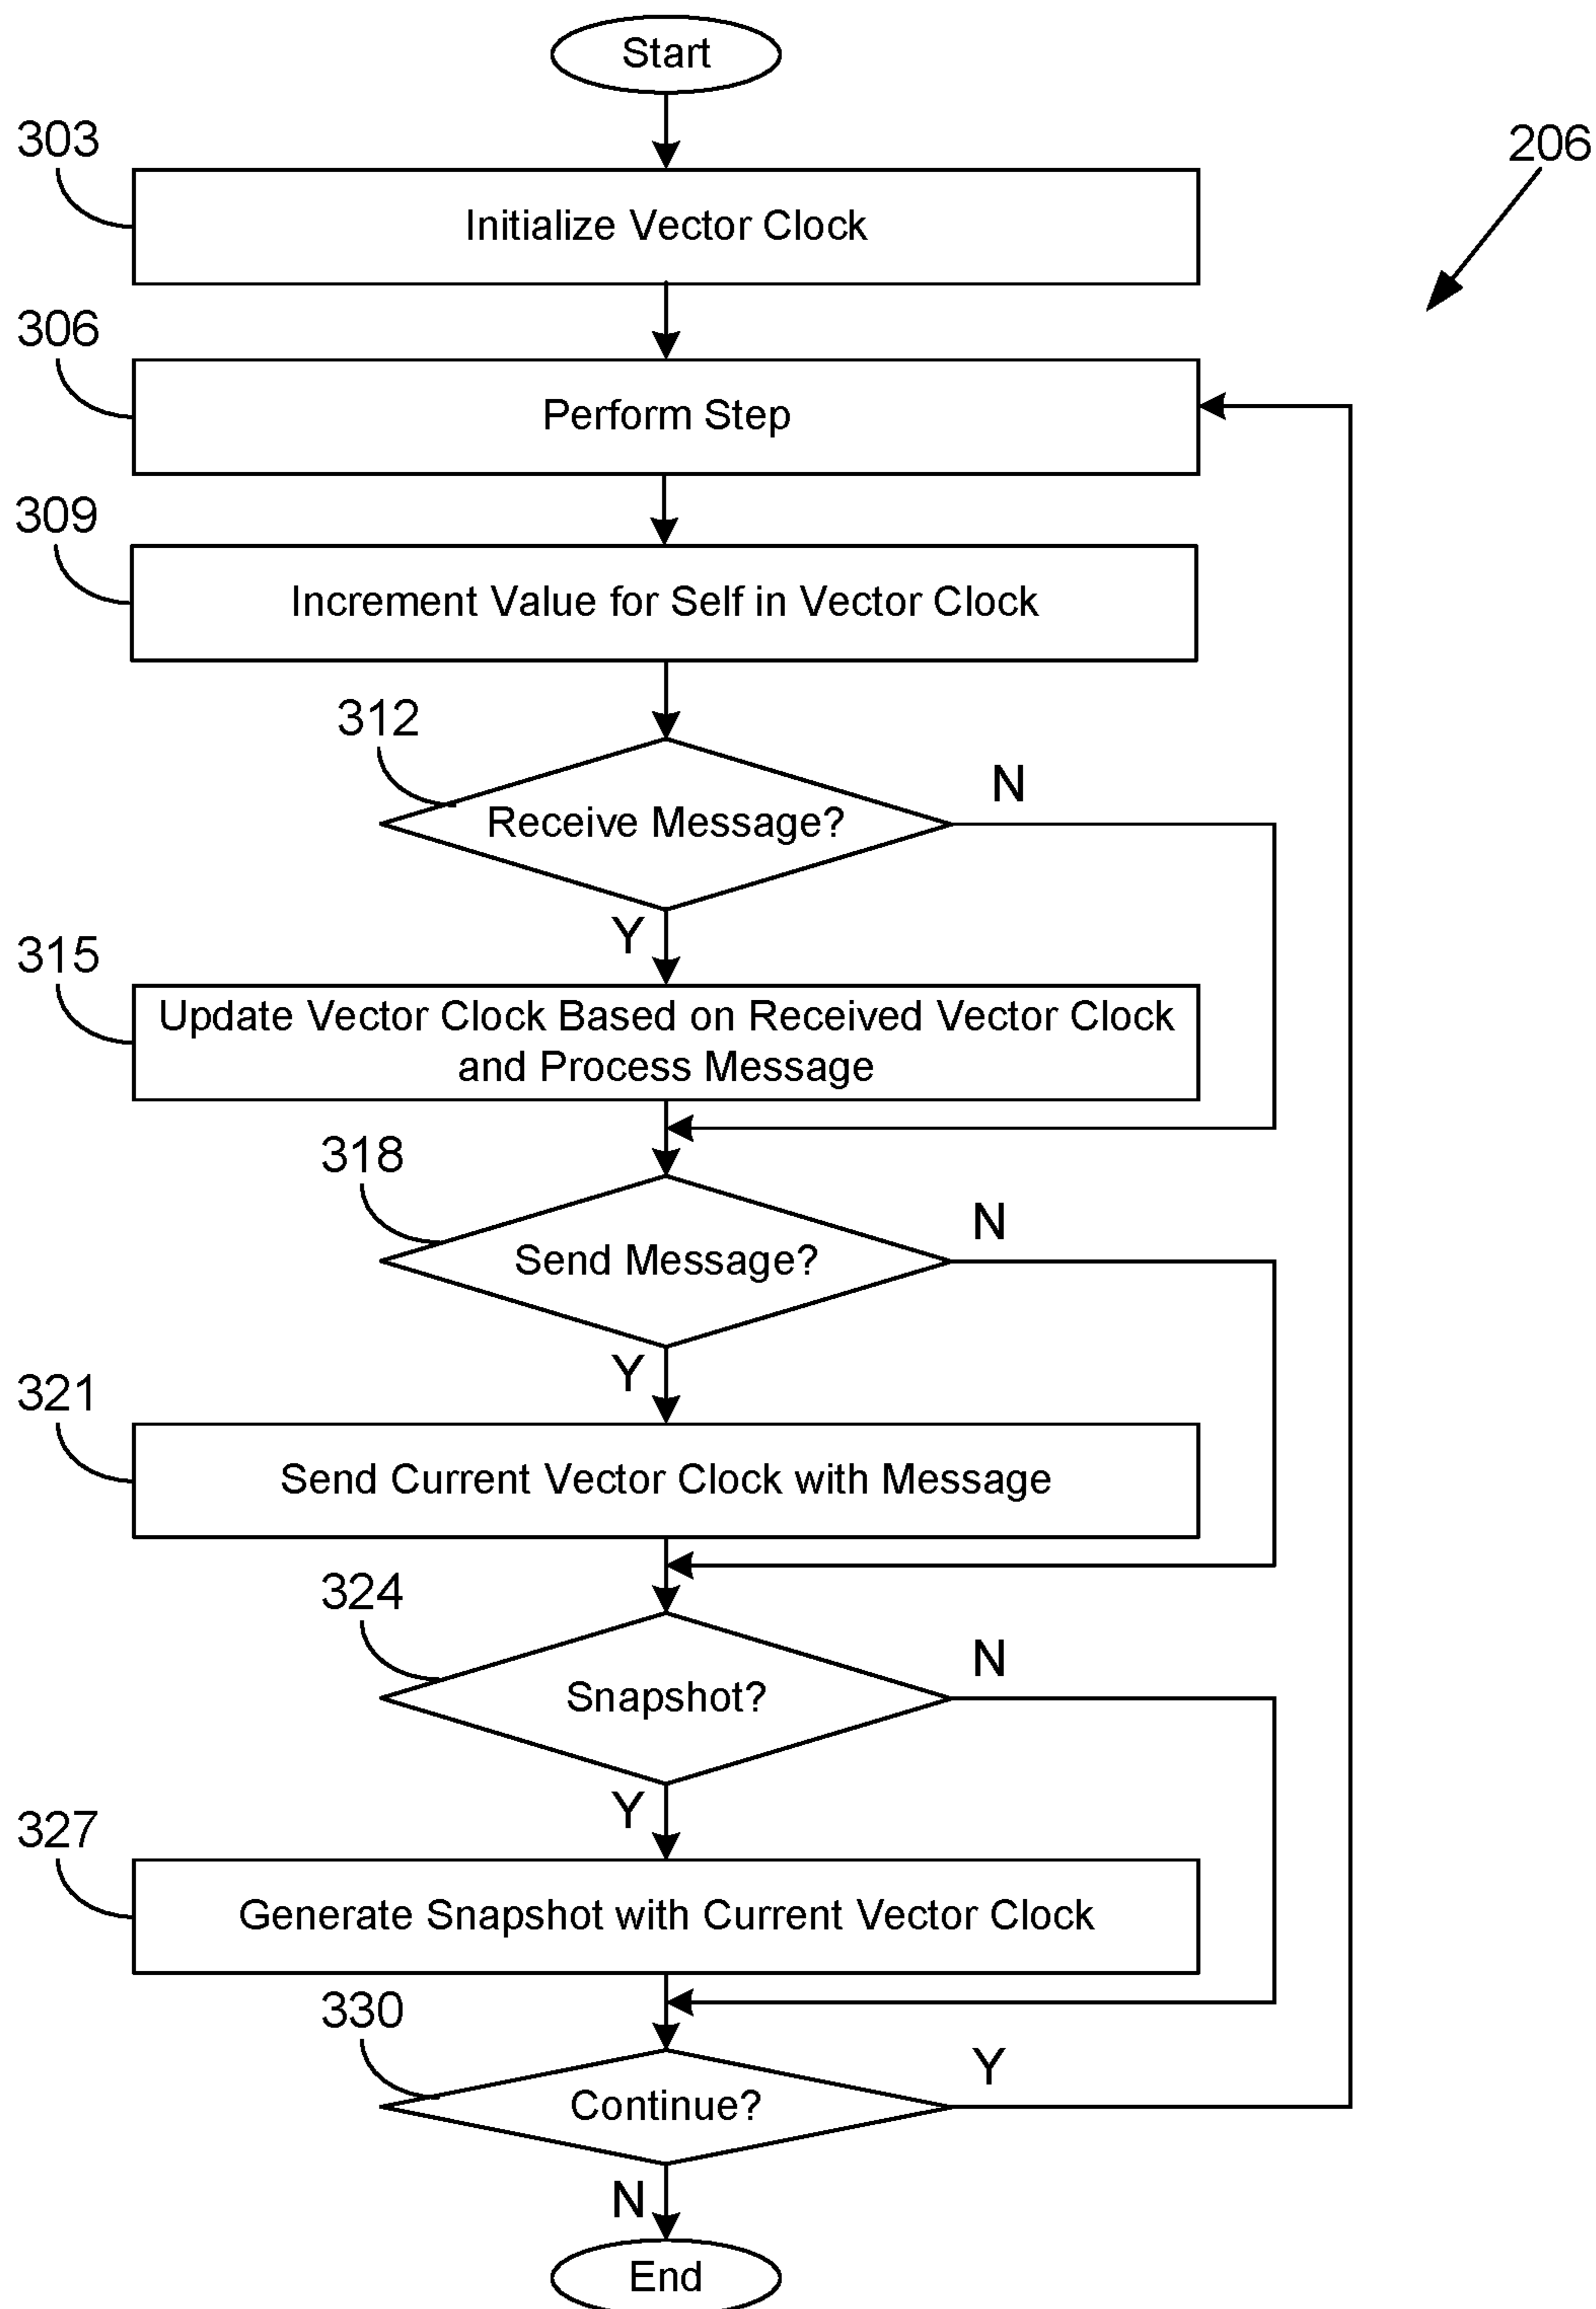 Start
303
206
Initialize Vector Clock
306
Perform Step
309
Increment Value for Self in Vector Clock
312
N
Receive Message?
Y
315
Update Vector Clock Based on Received Vector Clock
and Process Message
318
N
Send Message?
Y
321
Send Current Vector Clock with Message
324
N
Snapshot?
Y
327
Generate Snapshot with Current Vector Clock
330
Y
Continue?
N
End